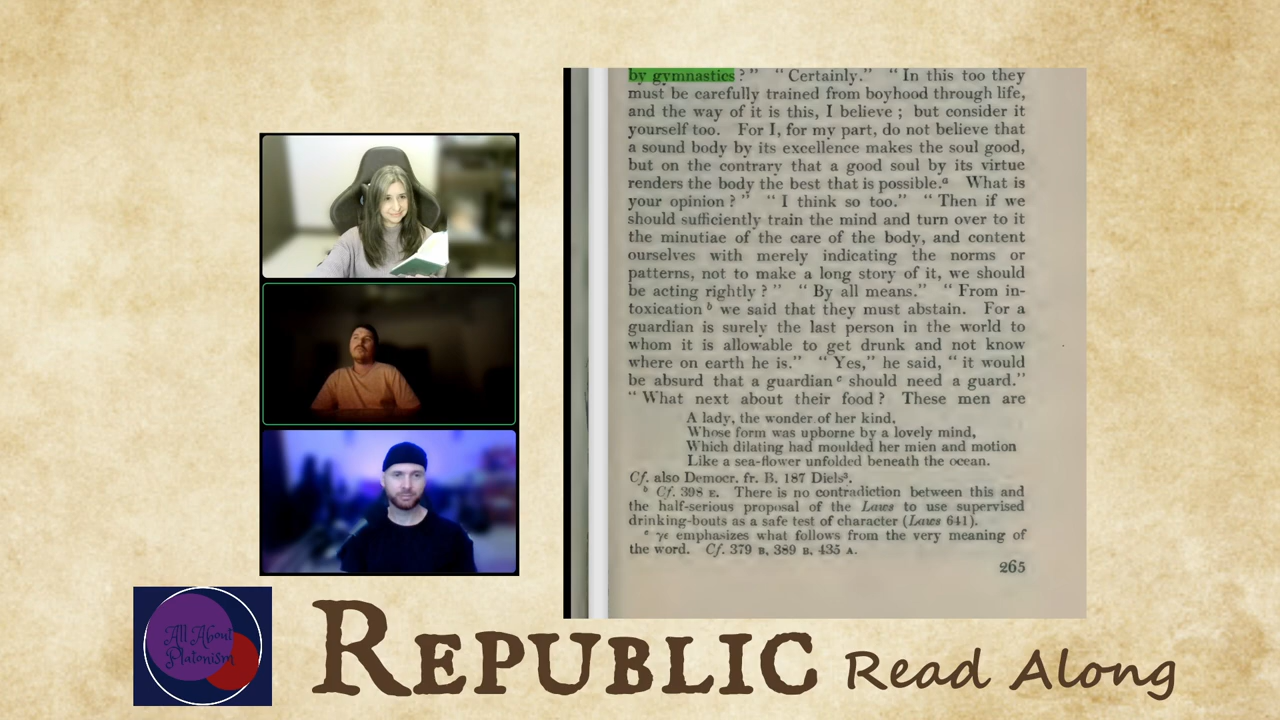 by gymnastics?” “Certainly.” “In this too they
must be carefully trained from boyhood through life,
and the way of it is this, I believe; but consider it
yourself too. For I, for my part, do not believe that
a sound body by its excellence makes the soul good,
but on the contrary that a good soul by its virtue
renders the body the best that is possible.a What is
your opinion?” “I think so too.” “Then if we
should sufficiently train the mind and turn over to it
the minutiae of the care of the body, and content
ourselves with merely indicating the norms or
patterns, not to make a long story of it, we should
be acting rightly?” “By all means.” “From in-
toxication b we said that they must abstain. For a
guardian is surely the last person in the world to
whom it is allowable to get drunk and not know
where on earth he is.” “Yes,” he said, “it would
be absurd that a guardian c should need a guard.”
“What next about their food? These men are
A lady, the wonder of her kind,
Whose form was upborne by a lovely mind,
Which dilating had moulded her mien and motion
Like a sea-flower unfolded beneath the ocean.
Cf. also Democr. fr. B. 187 Diels³.
b Cf. 398 E. There is no contradiction between this and
the half-serious proposal of the Laws to use supervised
drinking-bouts as a safe test of character (Laws 641).
c γε emphasizes what follows from the very meaning of
the word. Cf. 379 B, 389 B, 435 A.
265
All About
Platonism
Republic Read Along